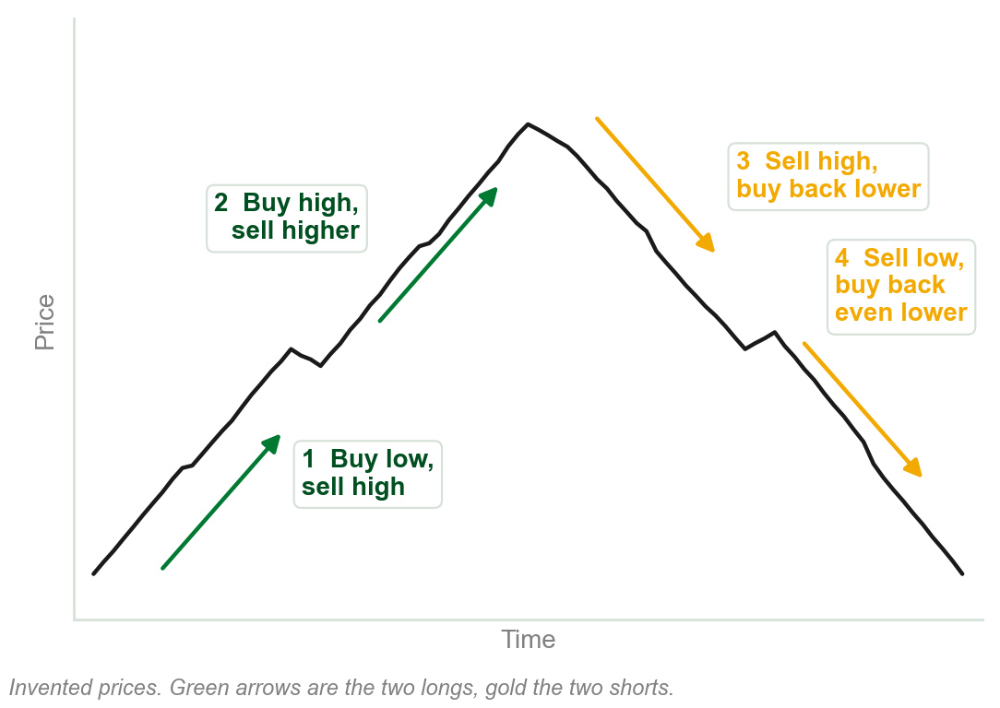 2  Buy high,
sell higher
3  Sell high,
buy back lower
4  Sell low,
buy back
even lower
Price
1  Buy low,
sell high
Time
Invented prices. Green arrows are the two longs, gold the two shorts.